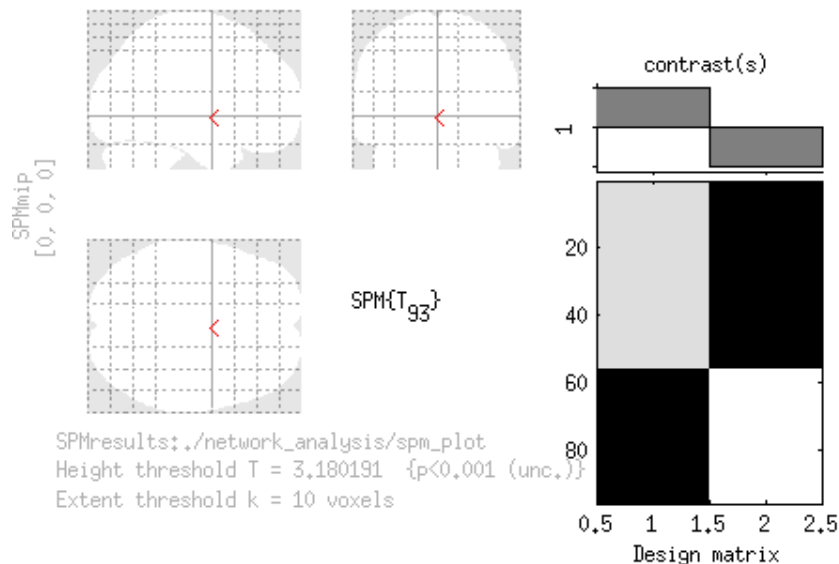 contrast(s)
1
SPMmip
[0, 0, 0]
SPM{T93}
20
40
60
80
0.5 1 1.5 2 2.5
Design matrix
SPMresults:./network_analysis/spm_plot
Height threshold T = 3.180191 {p<0.001 (unc.)}
Extent threshold k = 10 voxels